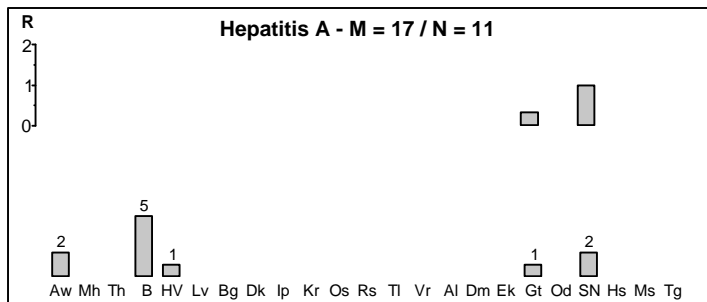 R
Hepatitis A - M = 17 / N = 11
2
1
0
2 5 1 1 2
Aw Mh Th B HV Lv Bg Dk Ip Kr Os Rs Tl Vr Al Dm Ek Gt Od SN Hs Ms Tg